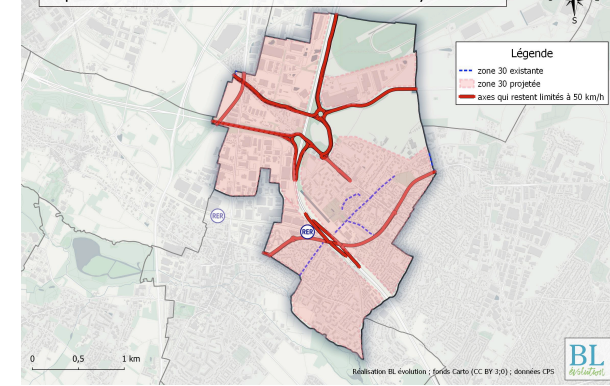 S
Légende
zone 30 existante
zone 30 projetée
axes qui restent limités à 50 km/h
RER
RER
0 0,5 1 km
Réalisation BL évolution ; fonds Carto (CC BY 3;0) ; données CPS
BL
évolution